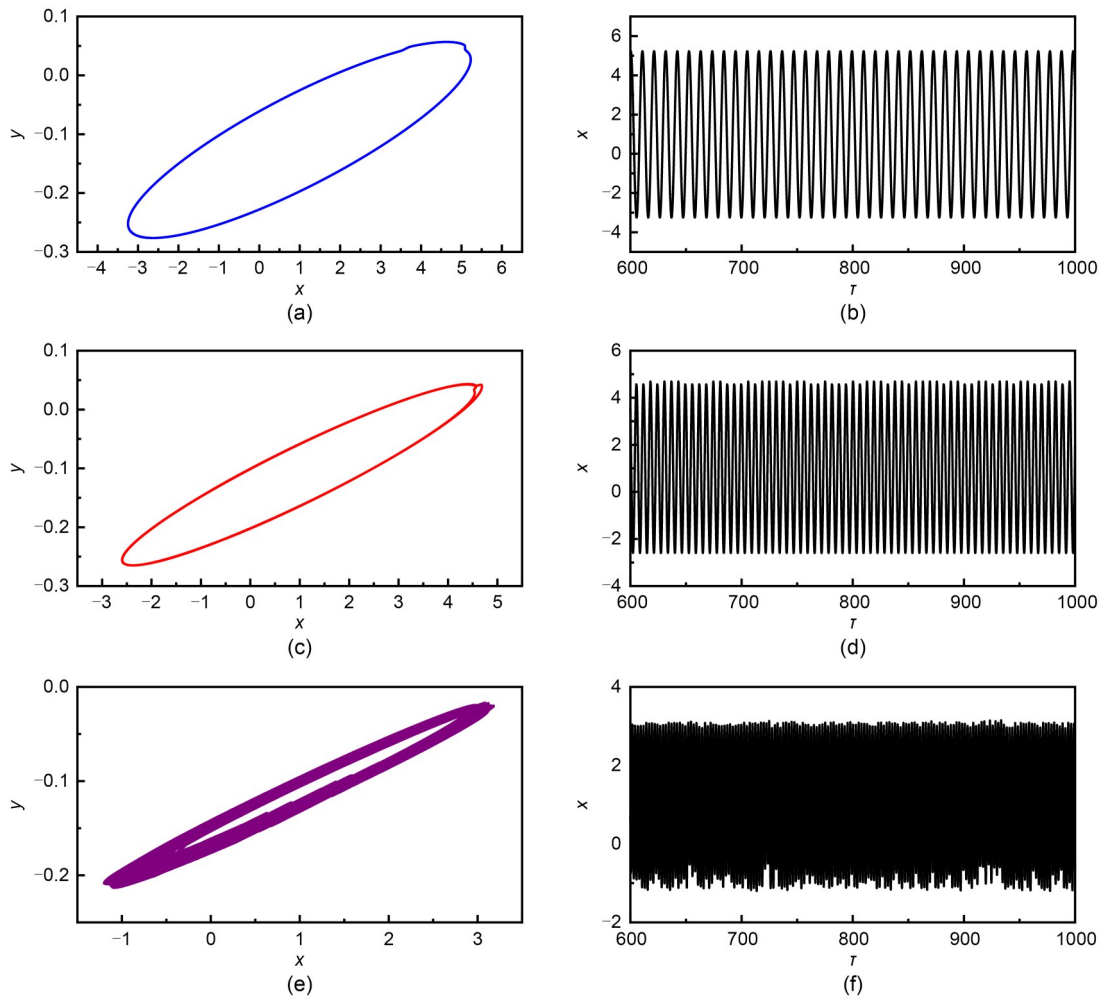 0.1
0.0
−0.1
−0.2
−0.3
y
−4 −3 −2 −1 0 1 2 3 4 5 6
x
(a)
6
4
2
0
−2
−4
x
600 700 800 900 1000
τ
(b)
0.1
0.0
−0.1
−0.2
−0.3
y
−3 −2 −1 0 1 2 3 4 5
x
(c)
6
4
2
0
−2
−4
x
600 700 800 900 1000
τ
(d)
0.0
−0.1
−0.2
y
−1 0 1 2 3
x
(e)
4
2
0
−2
x
600 700 800 900 1000
τ
(f)